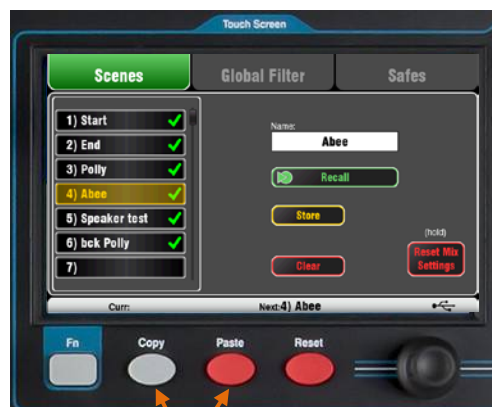 Touch Screen
Scenes
Global Filter
Safes
1) Start
2) End
3) Polly
4) Abee
5) Speaker test
6) bck Polly
7)
Name:
Abee
Recall
Store
Clear
(hold)
Reset Mix
Settings
Curr:
Next:4) Abee
Fn
Copy
Paste
Reset